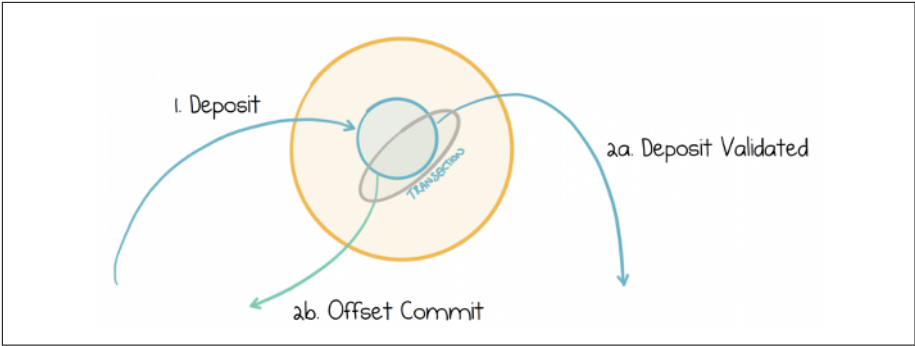 1. Deposit
2a. Deposit Validated
TRANSACTION
2b. Offset Commit